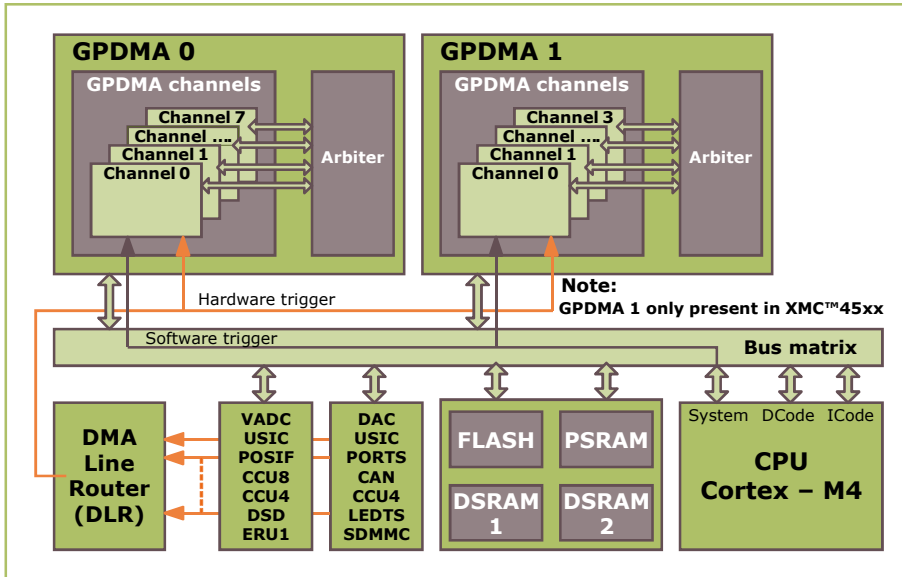 GPDMA 0
GPDMA channels
Channel 7
Channel ....
Channel 1
Channel 0
Arbiter
GPDMA 1
GPDMA channels
Channel 3
Channel ....
Channel 1
Channel 0
Arbiter
Note:
GPDMA 1 only present in XMC™45xx
Hardware trigger
Software trigger
Bus matrix
DMA
Line
Router
(DLR)
VADC
USIC
POSIF
CCU8
CCU4
DSD
ERU1
DAC
USIC
PORTS
CAN
CCU4
LEDTS
SDMMC
FLASH
PSRAM
DSRAM
1
DSRAM
2
System DCode ICode
CPU
Cortex – M4